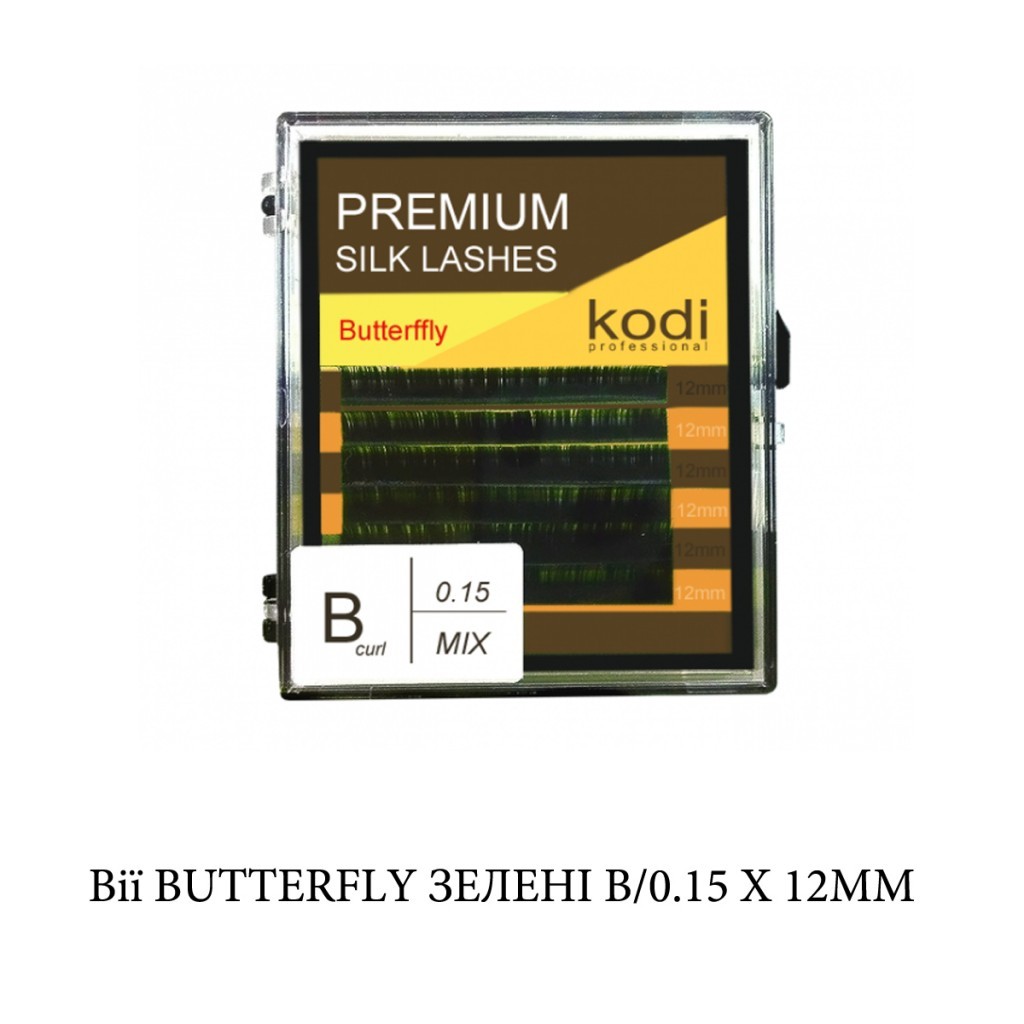 PREMIUM
SILK LASHES
Butterffly
kodi
professional
12mm
12mm
12mm
12mm
12mm
12mm
B curl
0.15
MIX
Вії BUTTERFLY ЗЕЛЕНІ B/0.15 X 12ММ